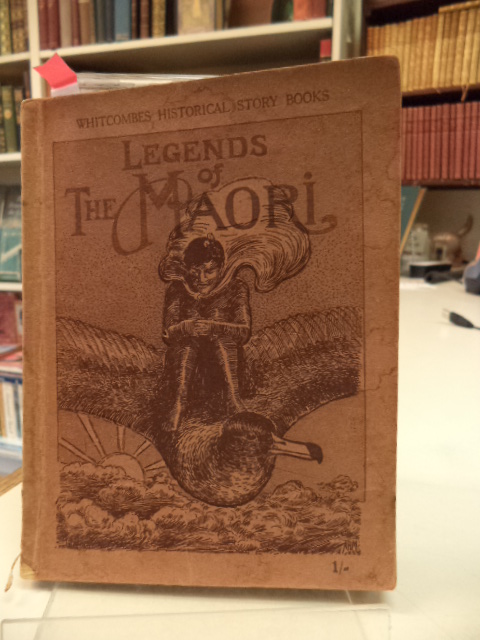 WHITCOMBES HISTORICAL STORY BOOKS
LEGENDS
of
THE MAORI
1/-